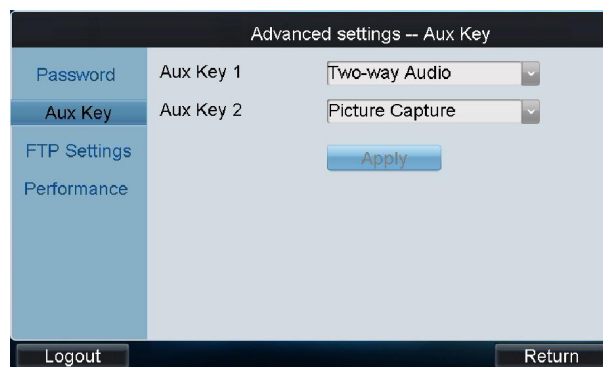 Advanced settings -- Aux Key
Password
Aux Key
FTP Settings
Performance
Aux Key 1 Two-way Audio
Aux Key 2 Picture Capture
Apply
Logout Return